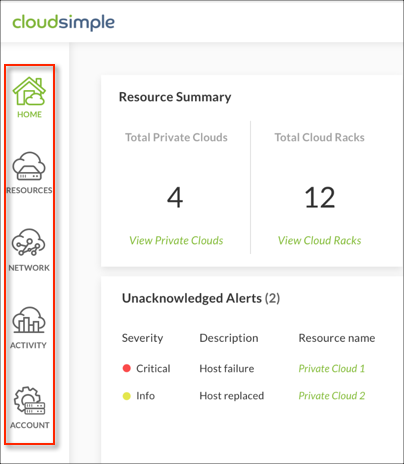 cloudsimple
HOME
RESOURCES
NETWORK
ACTIVITY
ACCOUNT
Resource Summary
Total Private Clouds
4
View Private Clouds
Total Cloud Racks
12
View Cloud Racks
Unacknowledged Alerts (2)
Severity Description Resource name
Critical Host failure Private Cloud 1
Info Host replaced Private Cloud 2